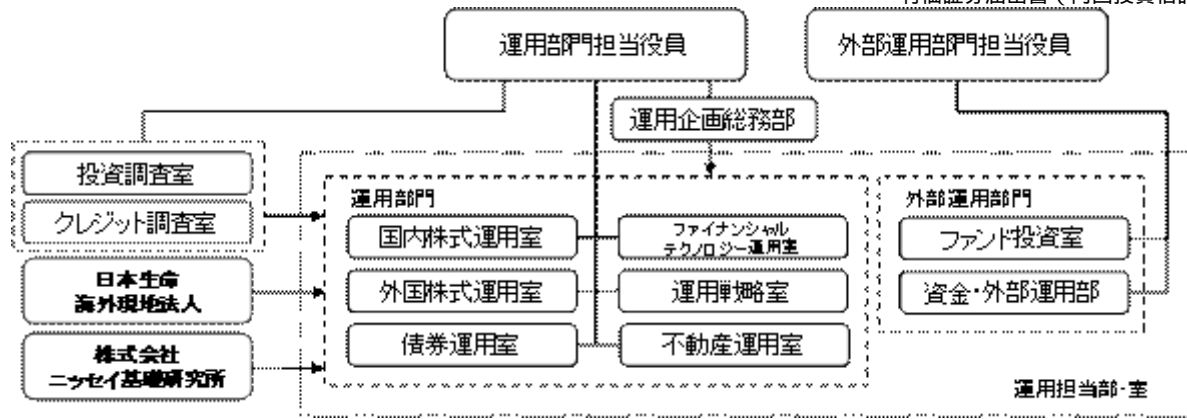 運用部門担当役員
外部運用部門担当役員
運用企画総務部
投資調査室
クレジット調査室
日本生命
海外現地法人
株式会社
ニッセイ基礎研究所
運用部門
国内株式運用室
ファイナンシャル
テクノロジー運用室
外国株式運用室
運用戦略室
債券運用室
不動産運用室
外部運用部門
ファンド投資室
資金・外部運用部
運用担当部・室